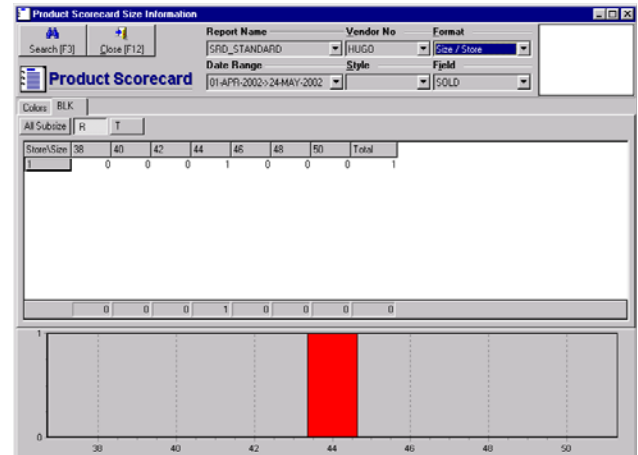 Product Scorecard Size Information
Report Name Vendor No Format
Search [F3] Close [F12] SRD_STANDARD HUGO Size / Store
Date Range Style Field
Product Scorecard 01-APR-2002->24-MAY-2002 SOLD
Colors BLK
All Subsize R T
Store\Size 38 40 42 44 46 48 50 Total
1 0 0 0 1 0 0 0 1
0 0 0 1 0 0 0 0
1
0
38 40 42 44 46 48 50